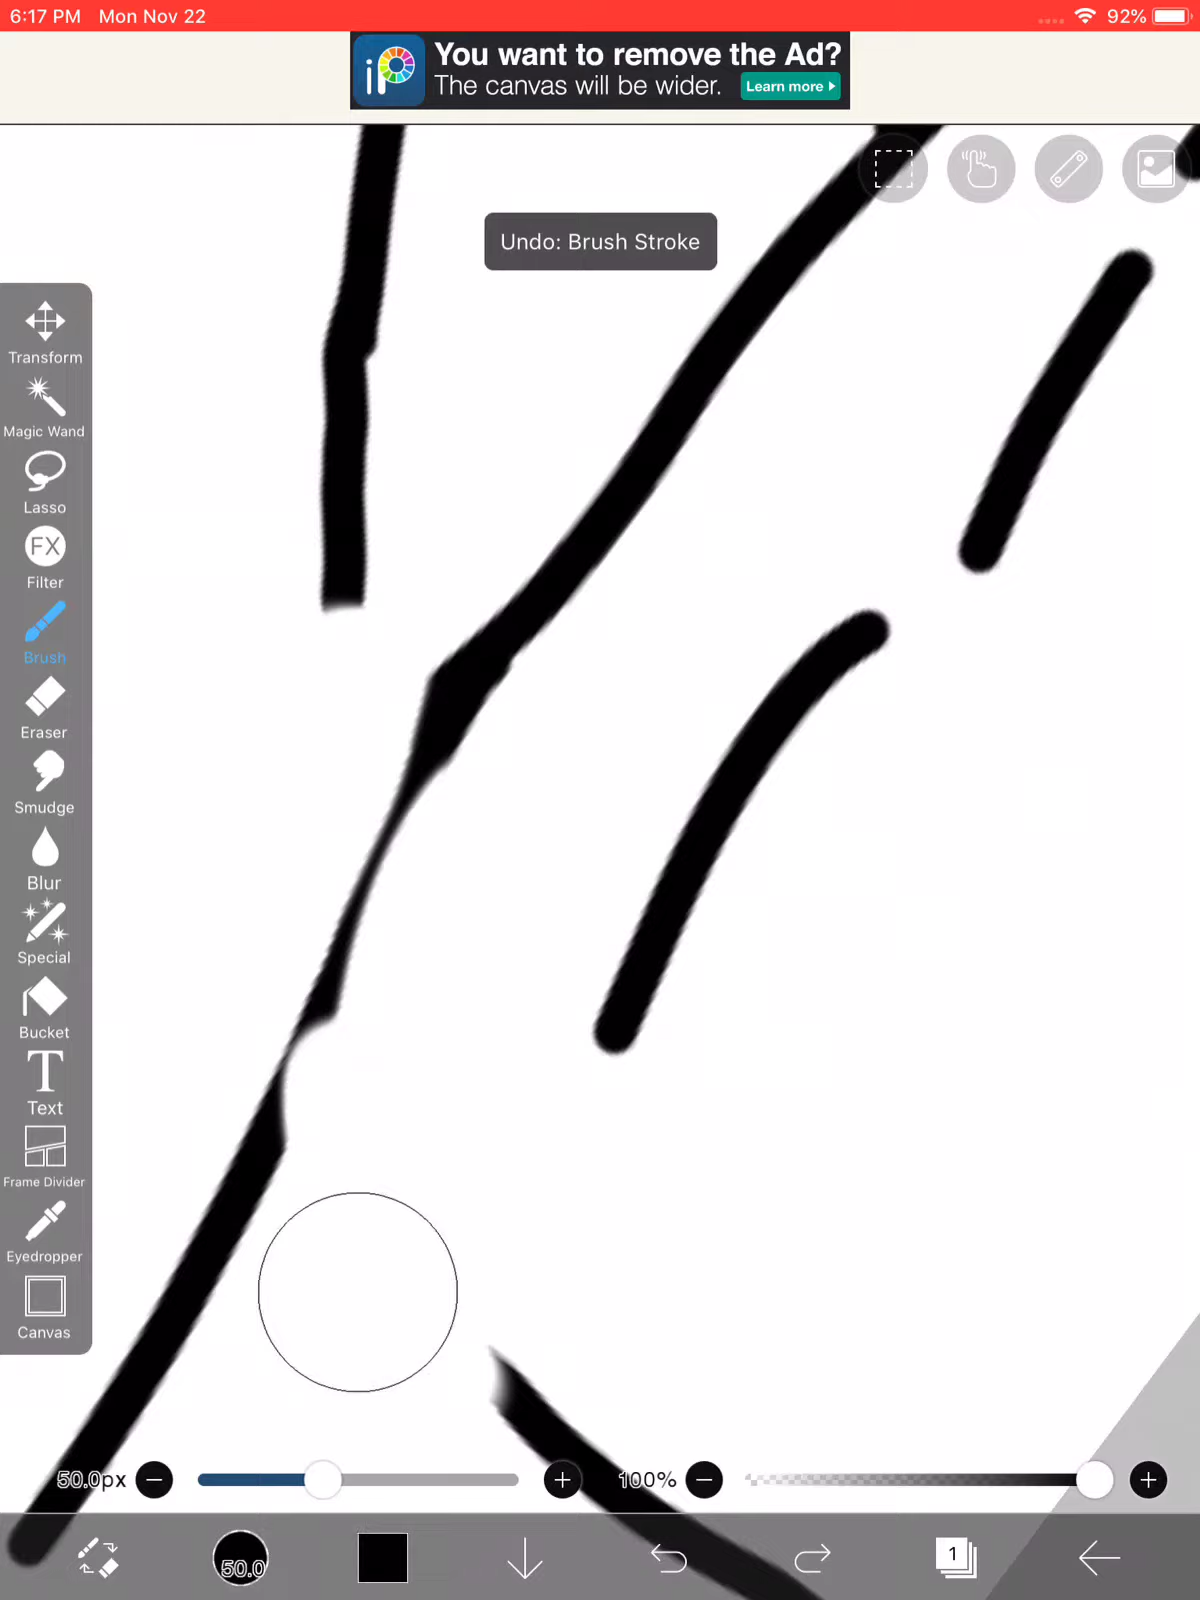 6:17 PM Mon Nov 22
92%
iP
You want to remove the Ad?
The canvas will be wider.
Learn more
Undo: Brush Stroke
Transform
Magic Wand
Lasso
FX
Filter
Brush
Eraser
Smudge
Blur
Special
Bucket
T
Text
Frame Divider
Eyedropper
Canvas
50.0px
100%
50.0
1